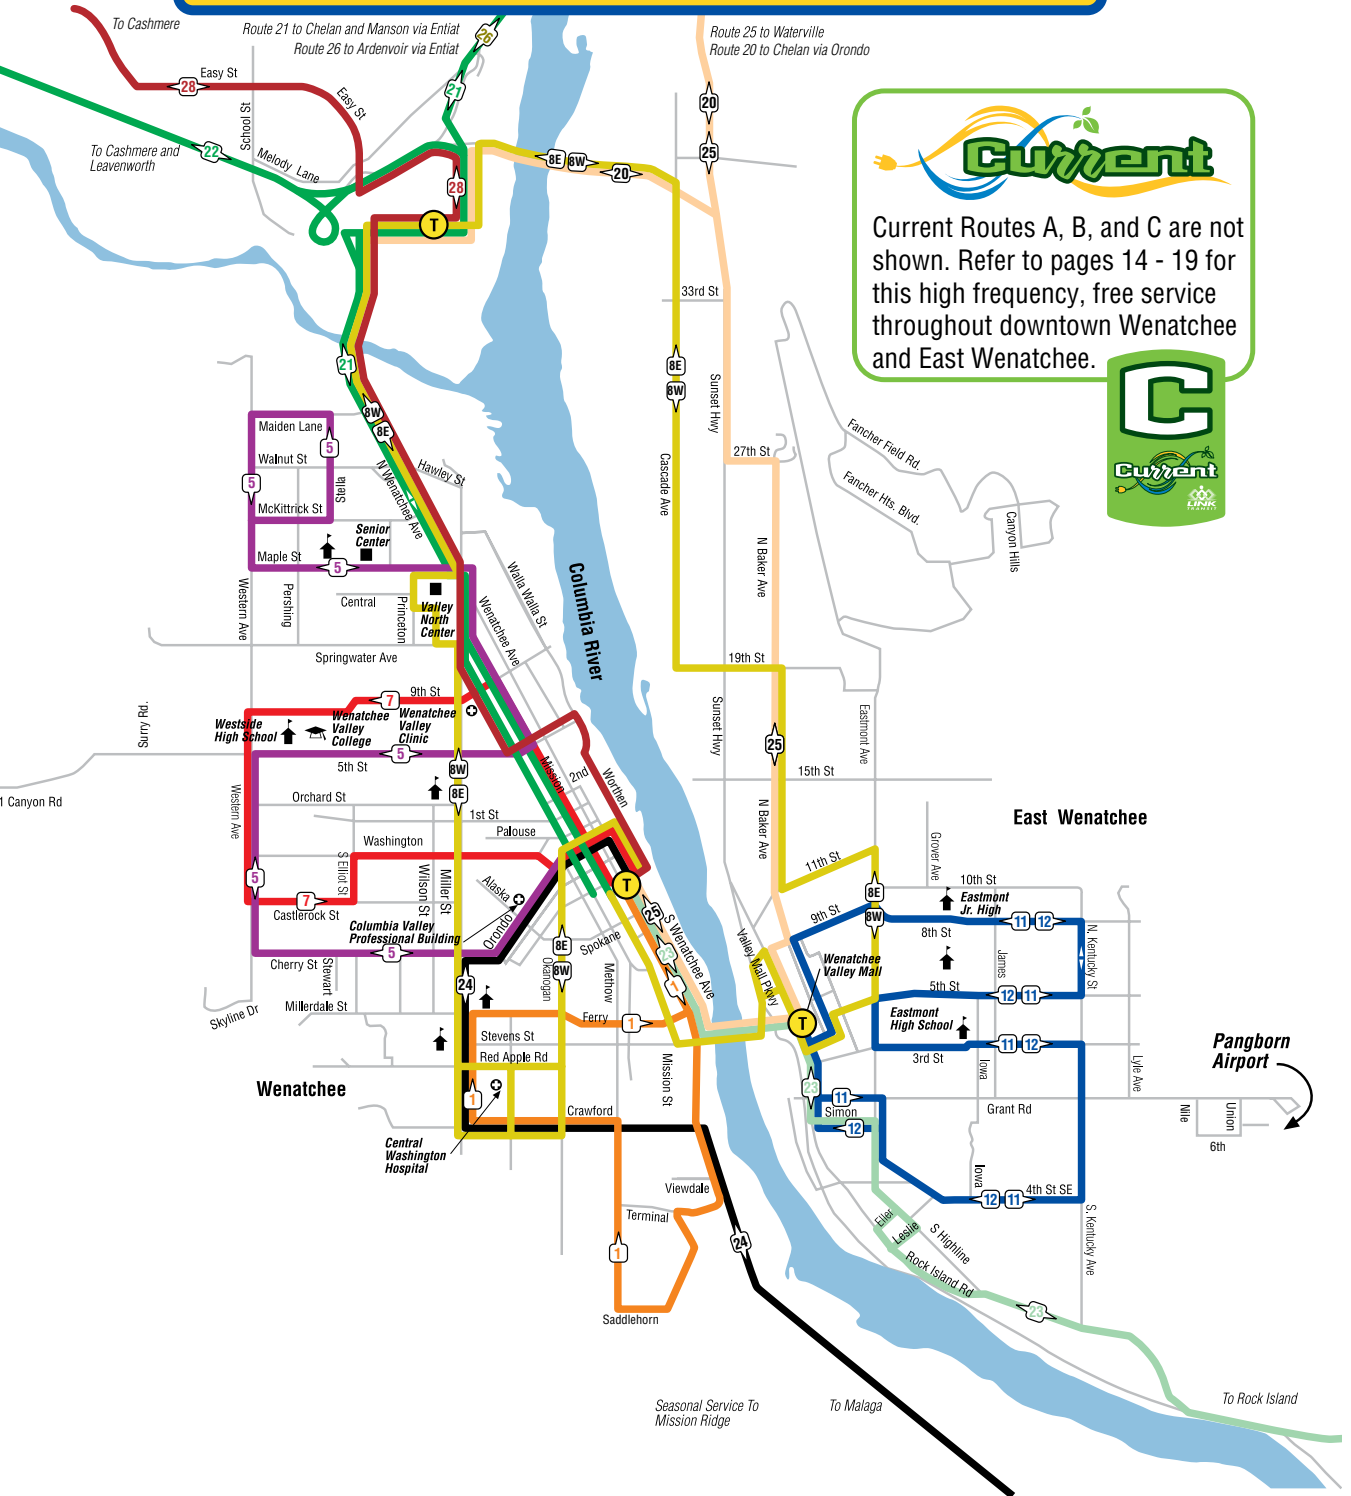 To Cashmere
Route 21 to Chelan and Manson via Entiat
Route 26 to Ardenvoir via Entiat
26
Route 25 to Waterville
Route 20 to Chelan via Orondo
28
Easy St
Easy St
21
20
School St
22
To Cashmere and
Leavenworth
Melody Lane
28
8E
8W
20
25
T
Current
Current Routes A, B, and C are not
shown. Refer to pages 14 - 19 for
this high frequency, free service
throughout downtown Wenatchee
and East Wenatchee.
C
Current
LINK
TRANSIT
33rd St
21
8E
8W
Sunset Hwy
8W
8E
Maiden Lane
5
Walnut St
5
Stella
McKittrick St
N Wenatchee Ave
Hawley St
27th St
Cascade Ave
Fancher Field Rd.
Fancher Hts. Blvd.
Canyon Hills
Senior
Center
Maple St
5
N Baker Ave
Western Ave
Pershing
Central
Princeton
Valley
North
Center
Wenatchee Ave
Walla Walla St
Columbia River
Springwater Ave
19th St
Surry Rd.
9th St
7
Westside
High School
Wenatchee
Valley
College
Wenatchee
Valley
Clinic
Sunset Hwy
Eastmont Ave
25
5
5th St
8W
8E
Mission
2nd
Worthen
15th St
1 Canyon Rd
Western Ave
Orchard St
1st St
Palouse
Washington
N Baker Ave
11th St
Grover Ave
East Wenatchee
S Elliot St
Wilson St
Miller St
5
7
Castlerock St
Alaska
T
8E
10th St
Eastmont
Jr. High
Columbia Valley
Professional Building
Orondo
25
9th St
8W
8th St
11
12
N. Kentucky St
Spokane
8E
8W
23
1
S Wenatchee Ave
Valley Mall Pkwy
Wenatchee
Valley Mall
James
5
Cherry St
Stewart
24
Okanogan
Methow
5th St
12
11
Skyline Dr
Millerdale St
Ferry
1
T
Eastmont
High School
Stevens St
3rd St
11
12
Red Apple Rd
Mission St
Iowa
Lyle Ave
Pangborn
Airport
Wenatchee
1
Crawford
23
11
Simon
12
Grant Rd
Nile
Union
6th
Central
Washington
Hospital
Viewdale
Iowa
12
11
4th St SE
Terminal
1
24
Eller
Leslie
S Highline
S. Kentucky Ave
Rock Island Rd
Saddlehorn
23
Seasonal Service To
Mission Ridge
To Malaga
To Rock Island